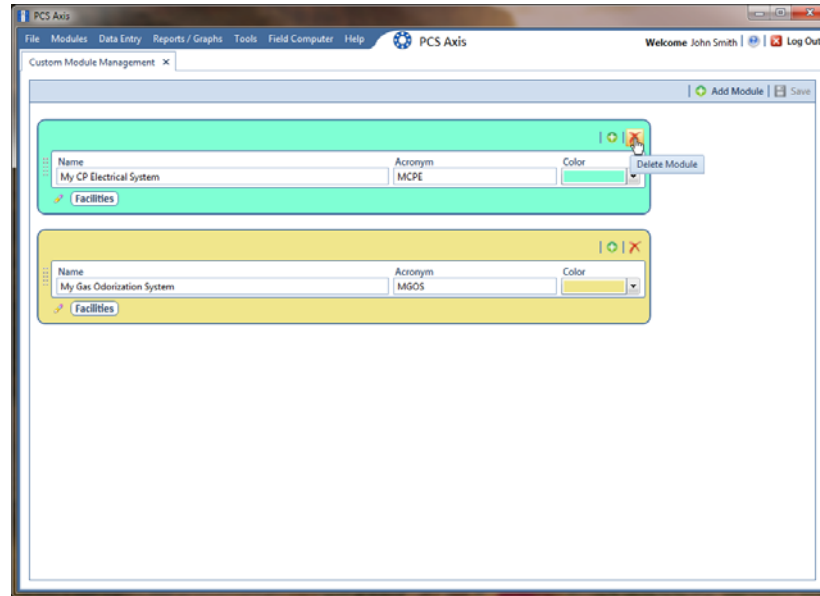 PCS Axis
File Modules Data Entry Reports / Graphs Tools Field Computer Help PCS Axis Welcome John Smith Log Out
Custom Module Management
Add Module Save
Name Acronym Color Delete Module
My CP Electrical System MCPE
Facilities
Name Acronym Color
My Gas Odorization System MGOS
Facilities